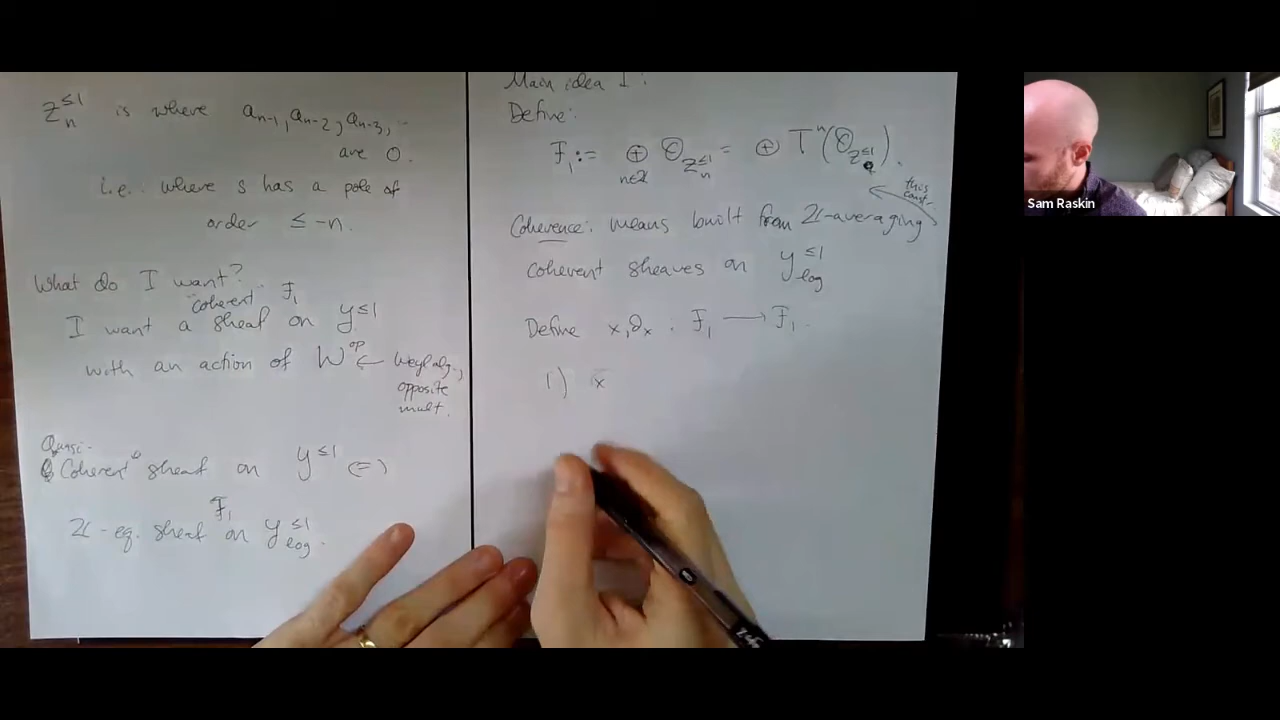 Z_n^{≤1} is where a_{n-1}, a_{n-2}, a_{n-3}, ...
are 0.
i.e.: where s has a pole of
order ≤ -n.
What do I want?
"coherent" F_1
I want a sheaf on Y^{≤1}
with an action of W^{op} ← Weyl alg.,
opposite
mult.
Quasi-
Coherent sheaf on Y^{≤1} ⇔
F_1
ℤ-eq. sheaf on Y_{log}^{≤1}.
Main idea 1:
Define:
F_1 := ⊕_{n∈ℤ} O_{Z_n^{≤1}} = ⊕ T^n(O_{Z^{≤1}}).
this
const.
Coherence: means built from ℤ-averaging
coherent sheaves on Y_{log}^{≤1}
Define x, ∂_x : F_1 → F_1.
1) x
Sam Raskin